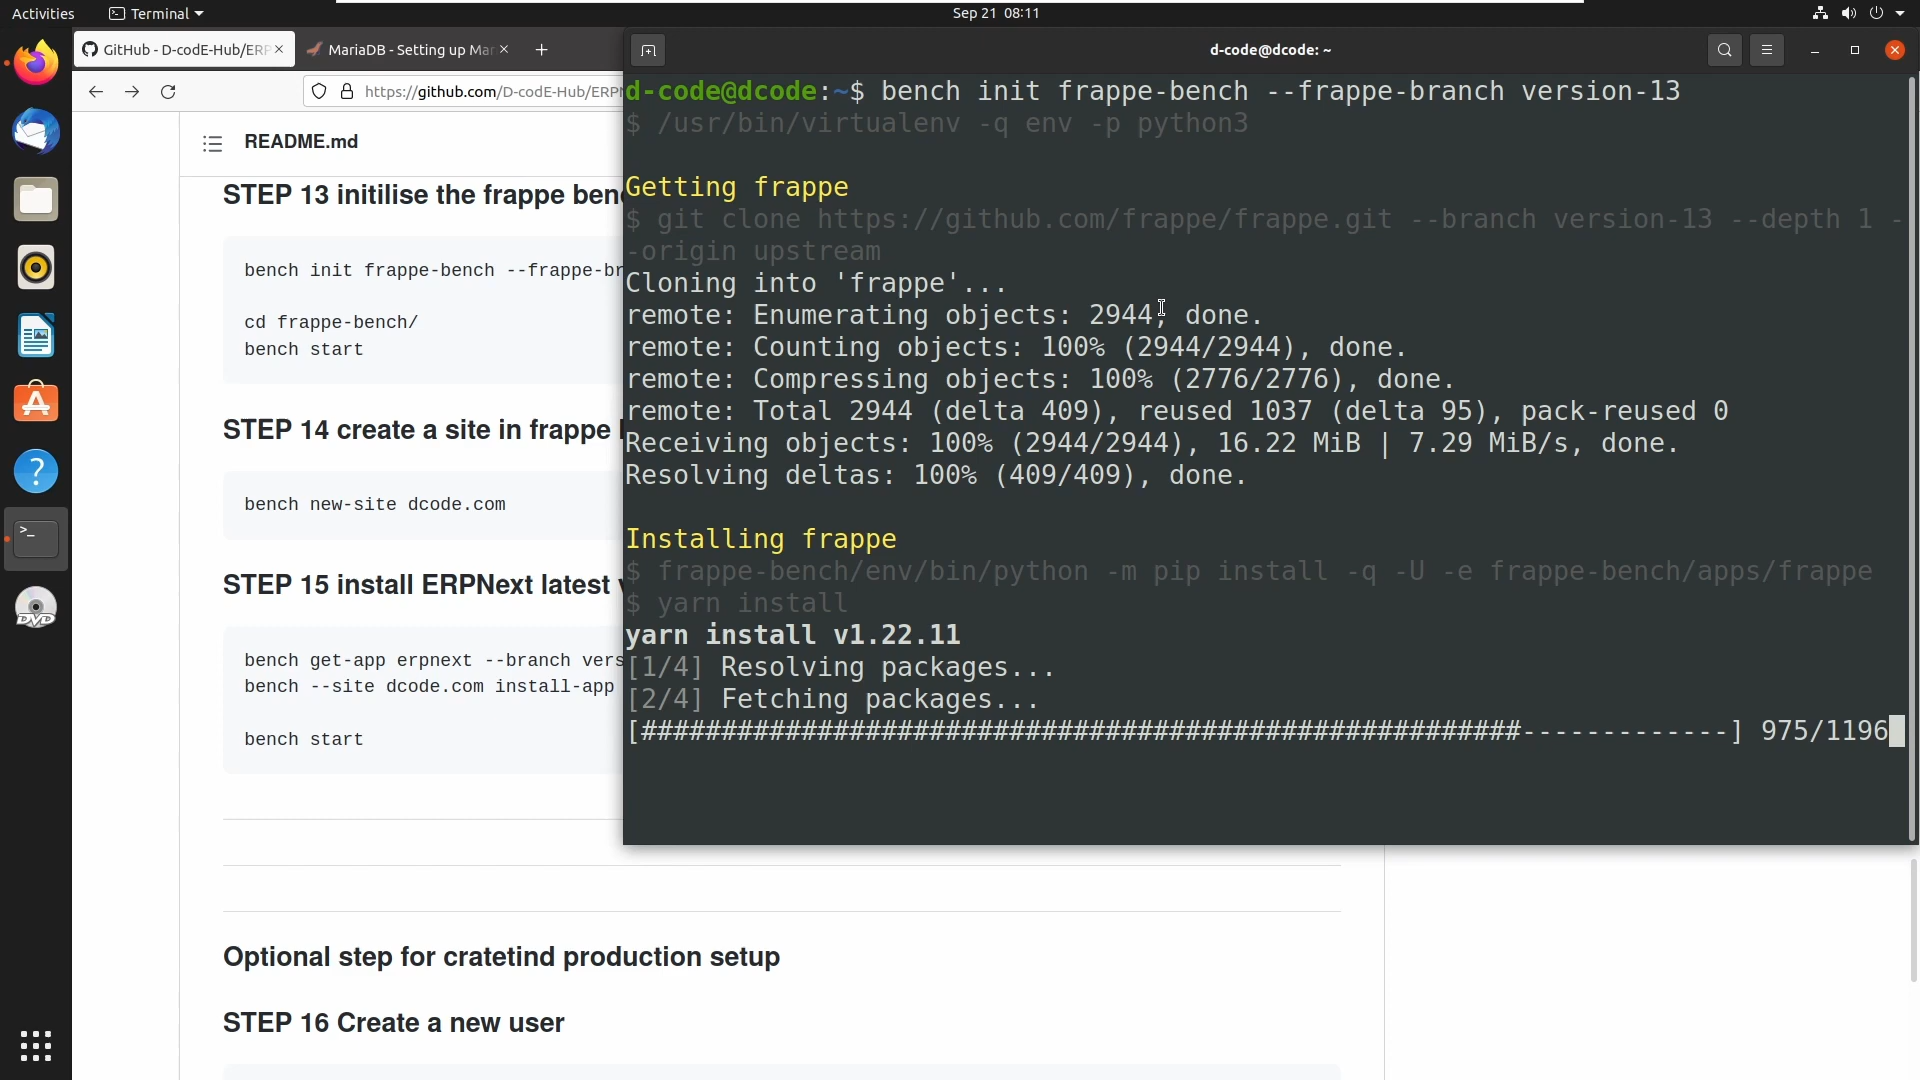 Activities
Terminal
Sep 21 08:11
GitHub - D-codE-Hub/ERP
MariaDB - Setting up Mar
https://github.com/D-codE-Hub/ERPN
README.md
STEP 13 initilise the frappe ben
bench init frappe-bench --frappe-br
cd frappe-bench/
bench start
STEP 14 create a site in frappe
bench new-site dcode.com
STEP 15 install ERPNext latest v
bench get-app erpnext --branch vers
bench --site dcode.com install-app
bench start
Optional step for cratetind production setup
STEP 16 Create a new user
d-code@dcode: ~
d-code@dcode:~$ bench init frappe-bench --frappe-branch version-13
$ /usr/bin/virtualenv -q env -p python3
Getting frappe
$ git clone https://github.com/frappe/frappe.git --branch version-13 --depth 1 -
-origin upstream
Cloning into 'frappe'...
remote: Enumerating objects: 2944, done.
remote: Counting objects: 100% (2944/2944), done.
remote: Compressing objects: 100% (2776/2776), done.
remote: Total 2944 (delta 409), reused 1037 (delta 95), pack-reused 0
Receiving objects: 100% (2944/2944), 16.22 MiB | 7.29 MiB/s, done.
Resolving deltas: 100% (409/409), done.
Installing frappe
$ frappe-bench/env/bin/python -m pip install -q -U -e frappe-bench/apps/frappe
$ yarn install
yarn install v1.22.11
[1/4] Resolving packages...
[2/4] Fetching packages...
[#######################################################-------------] 975/1196
DVD